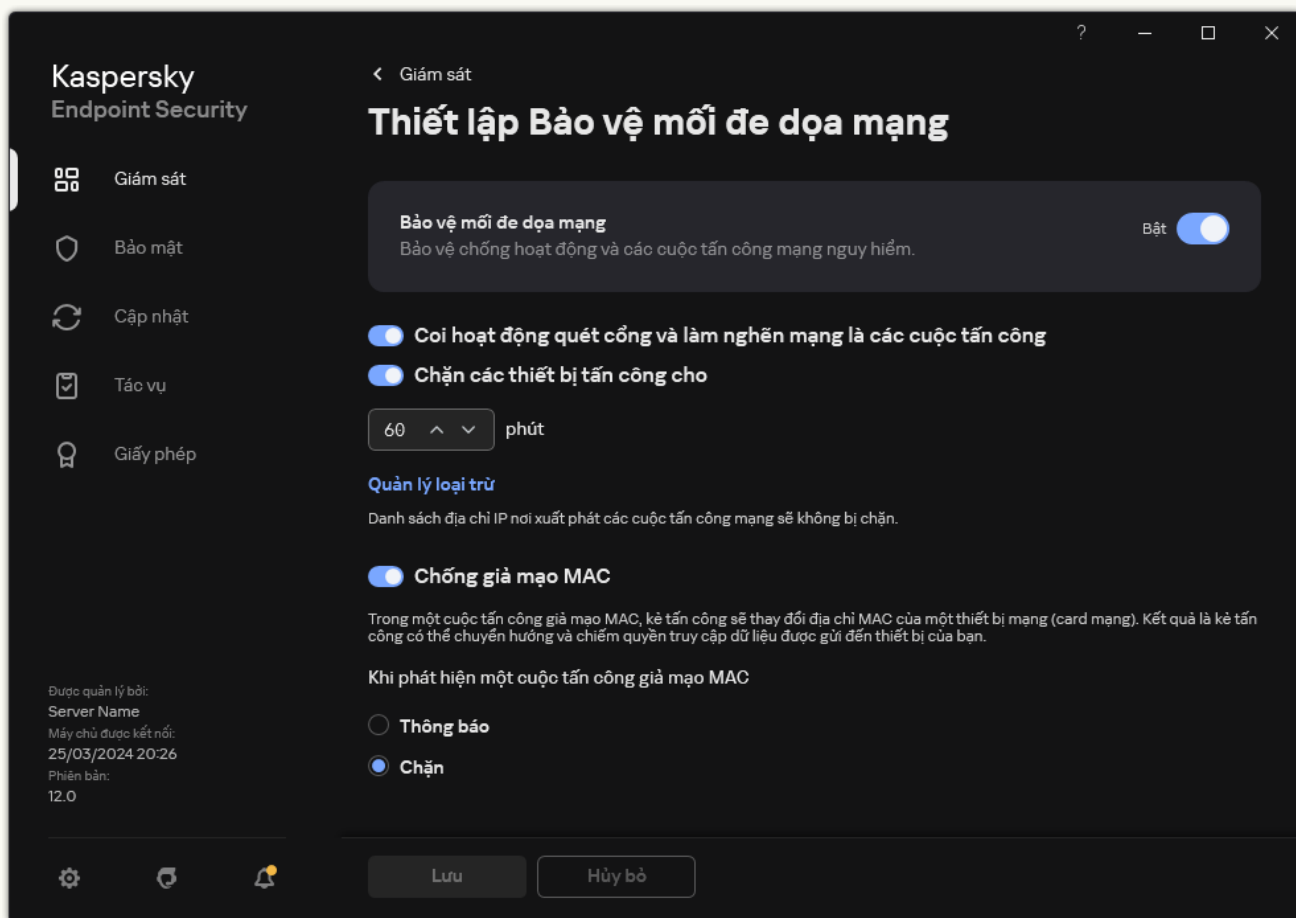 ?
Kaspersky
Endpoint Security
Giám sát
Bảo mật
Cập nhật
Tác vụ
Giấy phép
Được quản lý bởi:
Server Name
Máy chủ được kết nối:
25/03/2024 20:26
Phiên bản:
12.0
Giám sát
Thiết lập Bảo vệ mối đe dọa mạng
Bảo vệ mối đe dọa mạng
Bảo vệ chống hoạt động và các cuộc tấn công mạng nguy hiểm.
Bật
Coi hoạt động quét cổng và làm nghẽn mạng là các cuộc tấn công
Chặn các thiết bị tấn công cho
60 phút
Quản lý loại trừ
Danh sách địa chỉ IP nơi xuất phát các cuộc tấn công mạng sẽ không bị chặn.
Chống giả mạo MAC
Trong một cuộc tấn công giả mạo MAC, kẻ tấn công sẽ thay đổi địa chỉ MAC của một thiết bị mạng (card mạng). Kết quả là kẻ tấn
công có thể chuyển hướng và chiếm quyền truy cập dữ liệu được gửi đến thiết bị của bạn.
Khi phát hiện một cuộc tấn công giả mạo MAC
Thông báo
Chặn
Lưu
Hủy bỏ